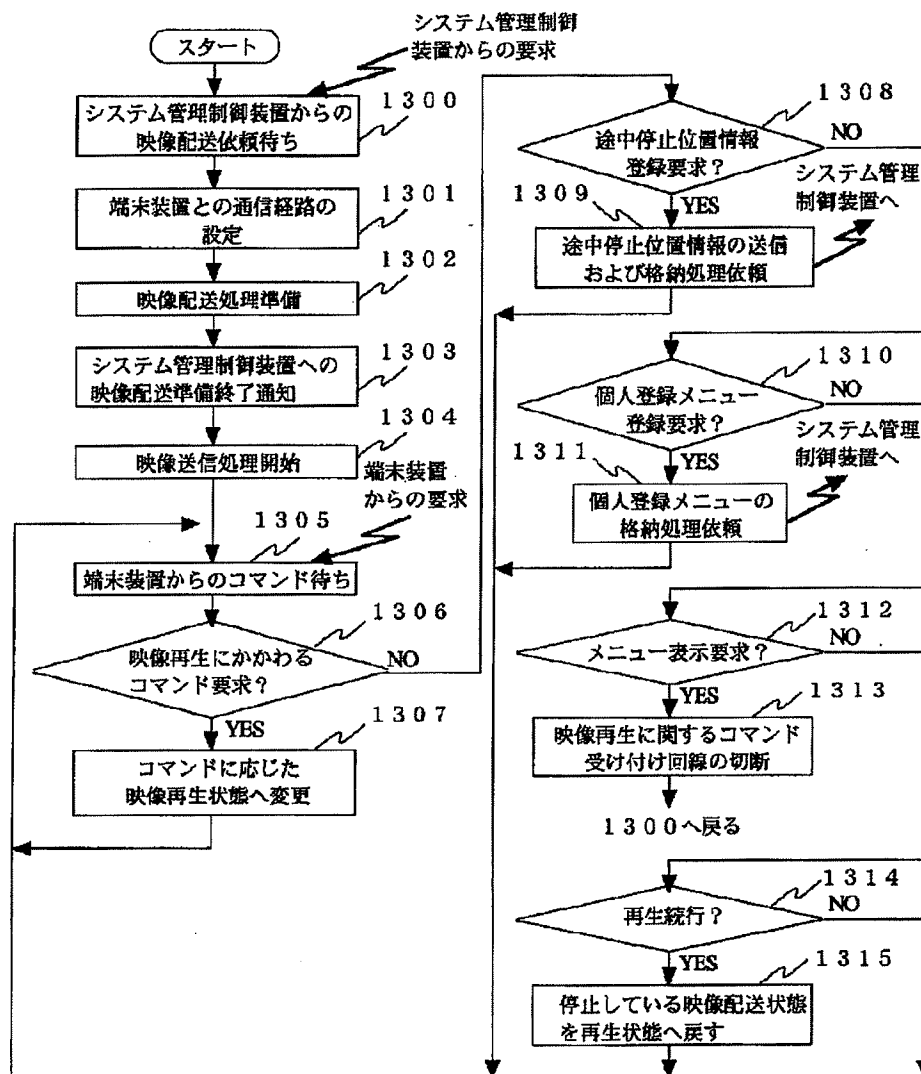 スタート
システム管理制御
装置からの要求
1300
システム管理制御装置からの
映像配送依頼待ち
1301
端末装置との通信経路の
設定
1302
映像配送処理準備
1303
システム管理制御装置への
映像配送準備終了通知
1304
映像送信処理開始
端末装置
からの要求
1305
端末装置からのコマンド待ち
1306
映像再生にかかわる
コマンド要求?
NO
YES
1307
コマンドに応じた
映像再生状態へ変更
1308
途中停止位置情報
登録要求?
NO
YES
1309
システム管理
制御装置へ
途中停止位置情報の送信
および格納処理依頼
1310
個人登録メニュー
登録要求?
NO
YES
1311
システム管理
制御装置へ
個人登録メニューの
格納処理依頼
1312
メニュー表示要求?
NO
YES
1313
映像再生に関するコマンド
受け付け回線の切断
1300へ戻る
1314
再生続行?
NO
YES
1315
停止している映像配送状態
を再生状態へ戻す